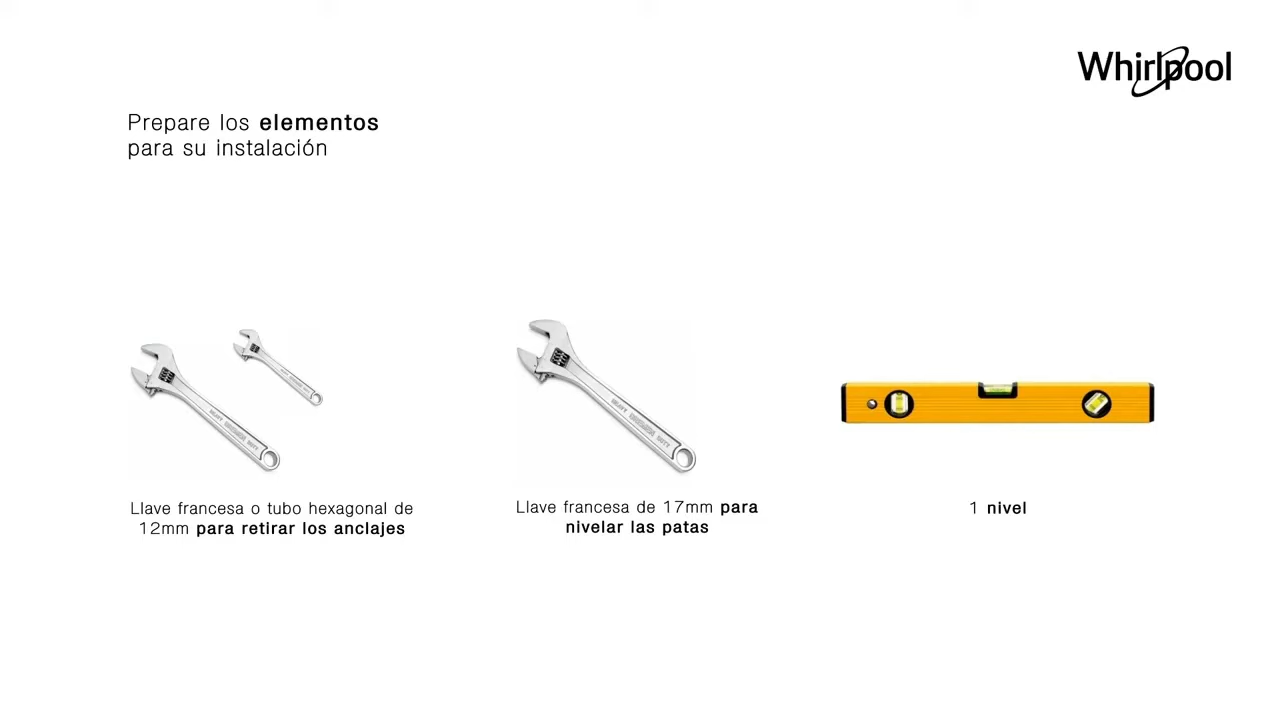 Whirlpool
Prepare los elementos
para su instalación
Llave francesa o tubo hexagonal de
12mm para retirar los anclajes
Llave francesa de 17mm para
nivelar las patas
1 nivel